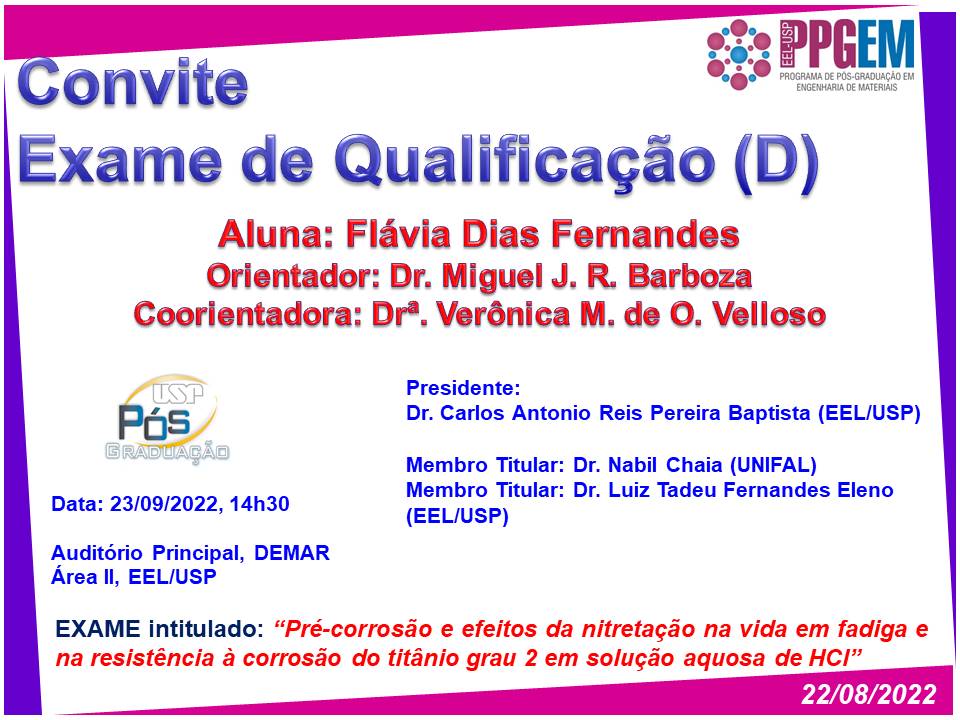 EEL-USP
PPGEM
PROGRAMA DE PÓS-GRADUAÇÃO EM
ENGENHARIA DE MATERIAIS
Convite
Exame de Qualificação (D)
Aluna: Flávia Dias Fernandes
Orientador: Dr. Miguel J. R. Barboza
Coorientadora: Drª. Verônica M. de O. Velloso
USP
Pós
GRADUAÇÃO
Presidente:
Dr. Carlos Antonio Reis Pereira Baptista (EEL/USP)
Membro Titular: Dr. Nabil Chaia (UNIFAL)
Membro Titular: Dr. Luiz Tadeu Fernandes Eleno
(EEL/USP)
Data: 23/09/2022, 14h30
Auditório Principal, DEMAR
Área II, EEL/USP
EXAME intitulado: “Pré-corrosão e efeitos da nitretação na vida em fadiga e
na resistência à corrosão do titânio grau 2 em solução aquosa de HCl”
22/08/2022